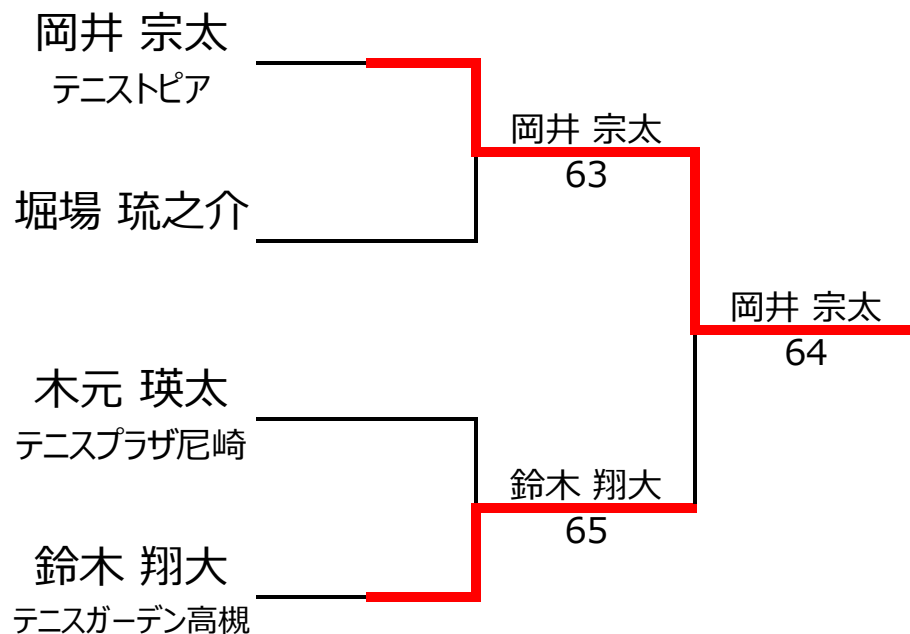 岡井 宗太
テニストピア
堀場 琉之介
木元 瑛太
テニスプラザ尼崎
鈴木 翔大
テニスガーデン高槻
岡井 宗太
63
鈴木 翔大
65
岡井 宗太
64